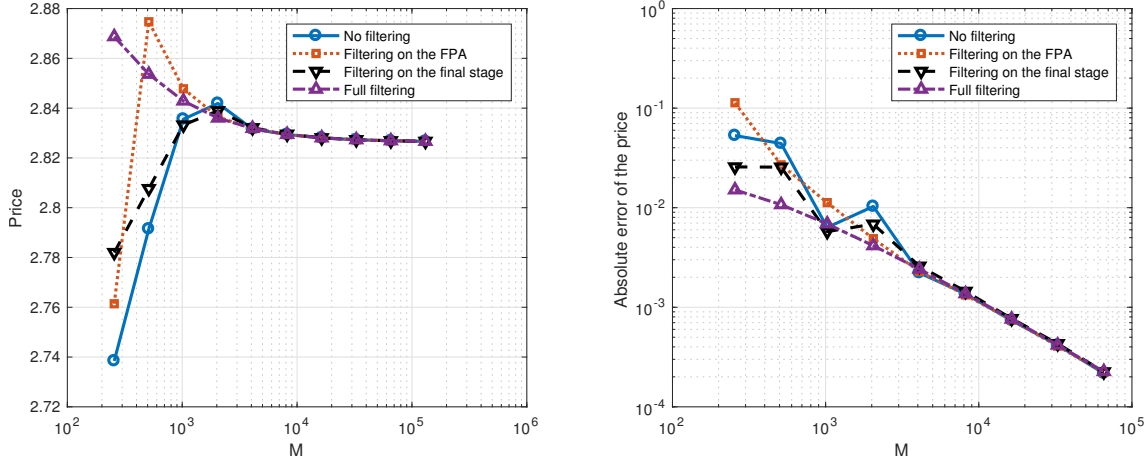 2.88
2.86
2.84
2.82
2.8
2.78
2.76
2.74
2.72
Price
10^2
10^3
10^4
10^5
10^6
M
No filtering
Filtering on the FPA
Filtering on the final stage
Full filtering
10^0
10^-1
10^-2
10^-3
10^-4
Absolute error of the price
10^2
10^3
10^4
10^5
M
No filtering
Filtering on the FPA
Filtering on the final stage
Full filtering